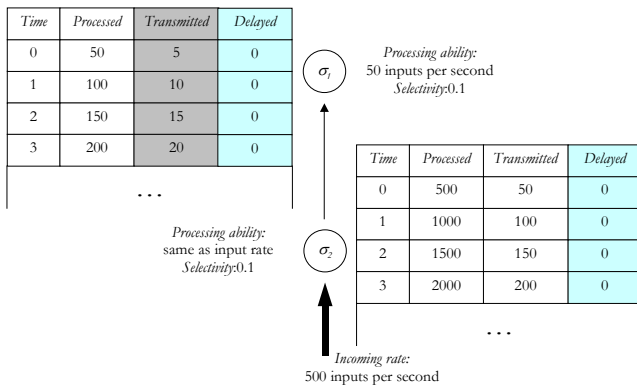 Time Processed Transmitted Delayed
0 50 5 0
1 100 10 0
2 150 15 0
3 200 20 0
...
σ₁
Processing ability:
50 inputs per second
Selectivity:0.1
Processing ability:
same as input rate
Selectivity:0.1
σ₂
Time Processed Transmitted Delayed
0 500 50 0
1 1000 100 0
2 1500 150 0
3 2000 200 0
...
Incoming rate:
500 inputs per second